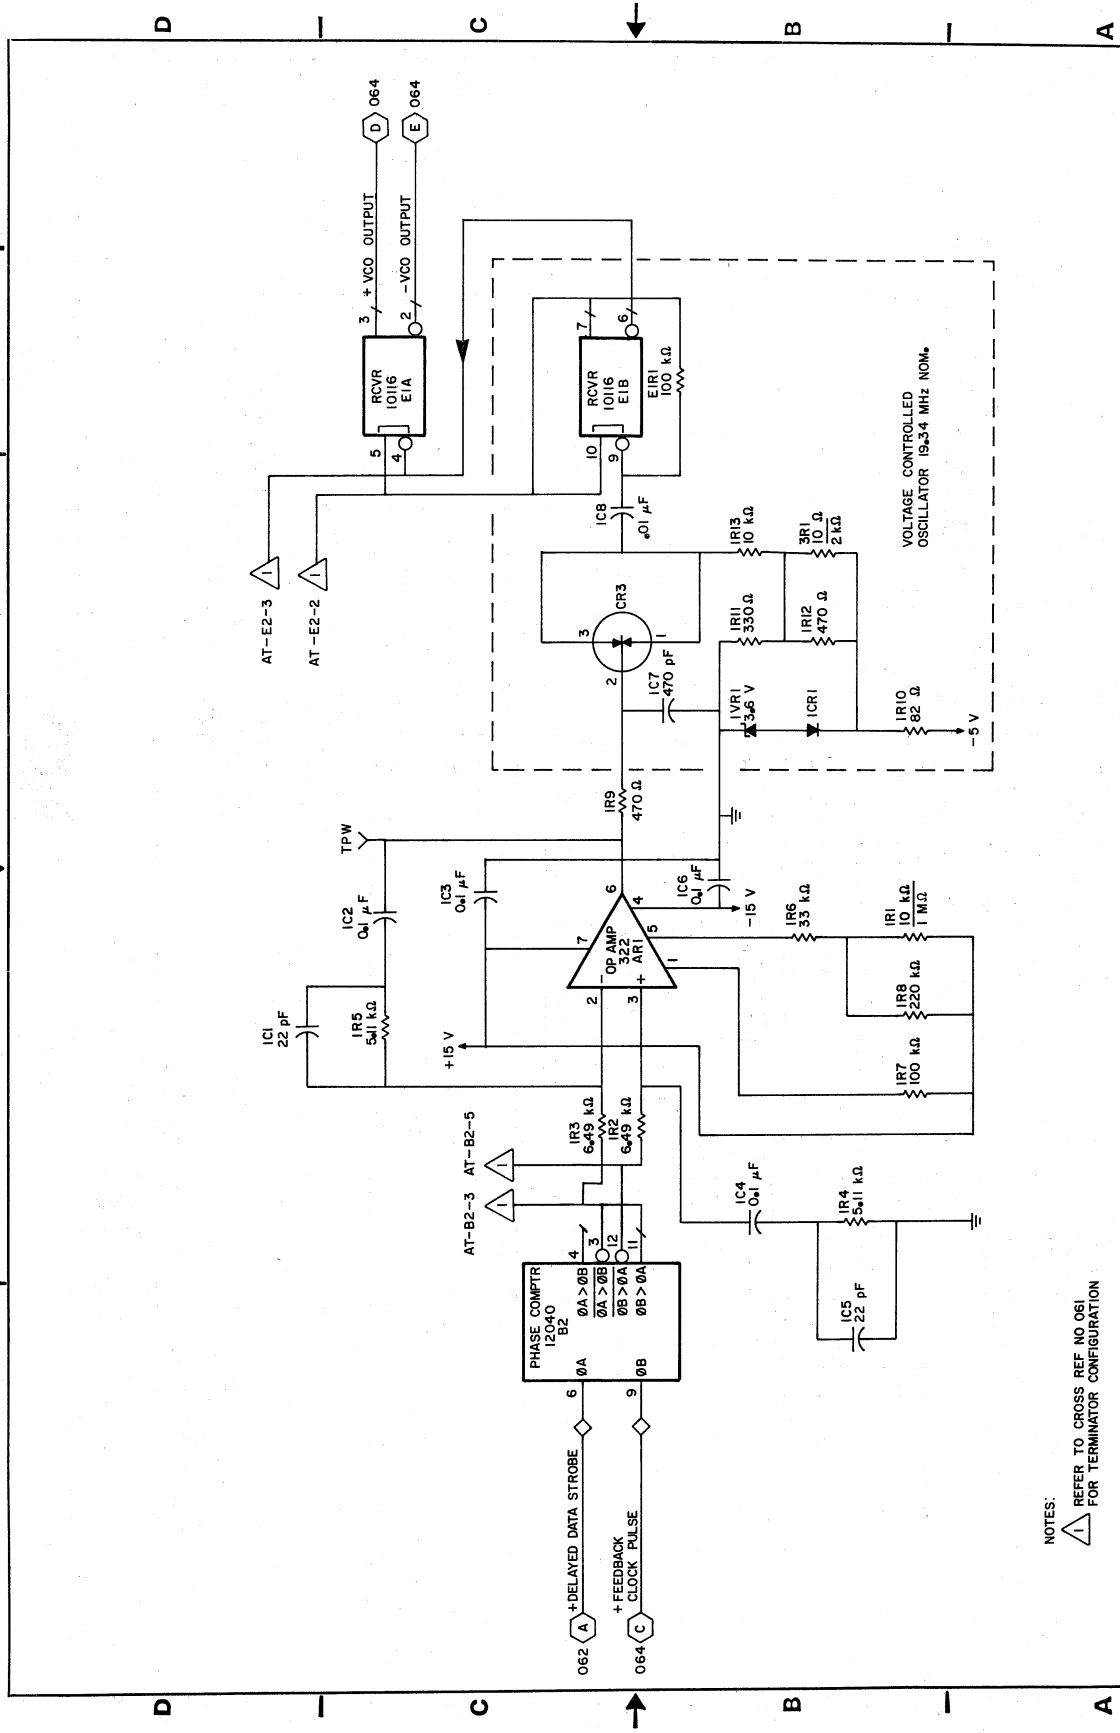 D
C
B
A
+VCO OUTPUT
3
D
064
-VCO OUTPUT
2
E
064
RCVR
10116
E1A
5
4
AT-E2-3
1
AT-E2-2
1
RCVR
10116
E1B
7
6
10
9
E1R1
100 kΩ
1C8
.01 µF
CR3
3
1
2
1C7
470 pF
1R13
10 kΩ
3R1
10 Ω
2 kΩ
1R11
330 Ω
1R12
470 Ω
1VR1
3.6 V
1CR1
1R10
82 Ω
-5 V
VOLTAGE CONTROLLED
OSCILLATOR 19.34 MHz NOM.
1R9
470 Ω
TPW
1C2
0.1 µF
1C3
0.1 µF
1C1
22 pF
1R5
5.11 kΩ
+15 V
OP AMP
322
AR1
-
+
2
3
7
6
4
5
1
1C6
0.1 µF
-15 V
1R6
33 kΩ
1R1
10 kΩ
1 MΩ
1R8
220 kΩ
1R7
100 kΩ
AT-B2-5
1
AT-B2-3
1
1R3
6.49 kΩ
1R2
6.49 kΩ
1C4
0.1 µF
1R4
5.11 kΩ
1C5
22 pF
PHASE COMPTR
12040
B2
ØA
ØB
ØA>ØB
ØA>ØB
ØB>ØA
ØB>ØA
4
3
12
11
6
9
062
A
+DELAYED DATA STROBE
064
C
+FEEDBACK
CLOCK PULSE
NOTES:
1
REFER TO CROSS REF NO 061
FOR TERMINATOR CONFIGURATION
D
C
B
A